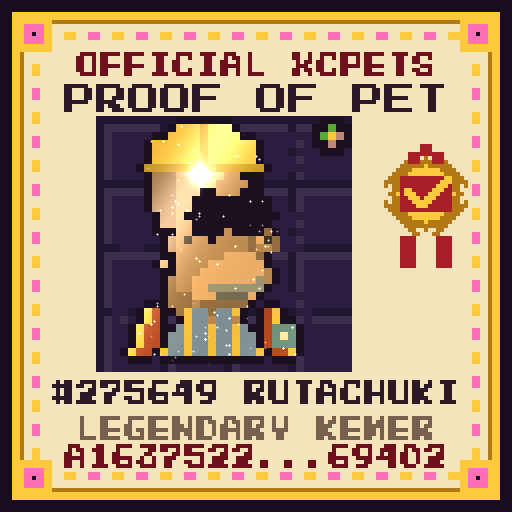 OFFICIAL XCPETS
PROOF OF PET
#275649 RUTACHUKI
LEGENDARY KEMER
A1637522...69402